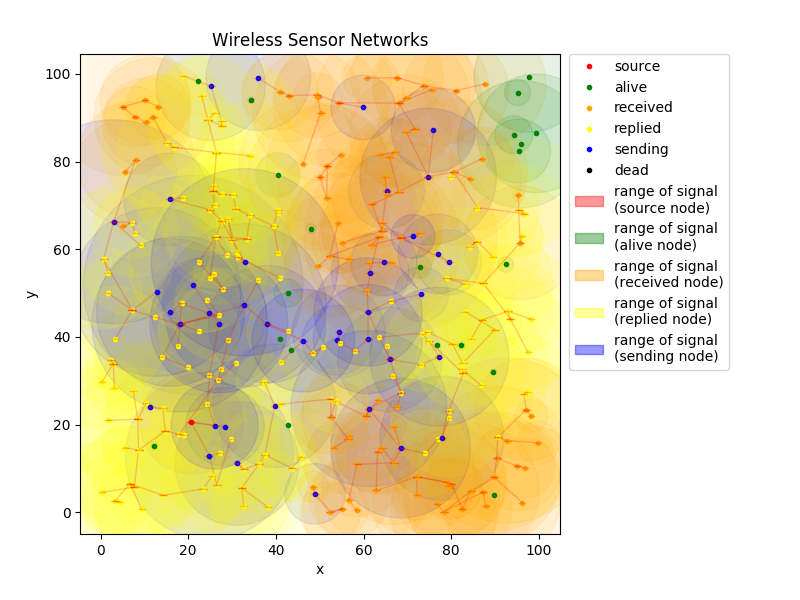 Wireless Sensor Networks
100
80
60
40
20
0
y
0 20 40 60 80 100
x
source
alive
received
replied
sending
dead
range of signal
(source node)
range of signal
(alive node)
range of signal
(received node)
range of signal
(replied node)
range of signal
(sending node)